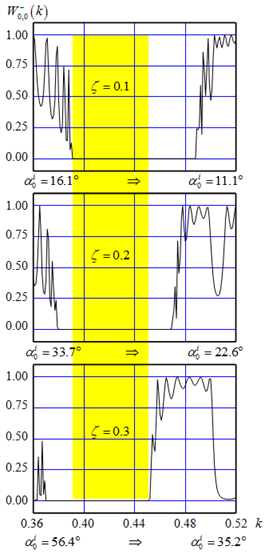 W⁻₀,₀(k)
1.00
0.75
ζ = 0.1
0.50
0.25
0.00
α₀ⁱ = 16.1° ⇒ α₀ⁱ = 11.1°
1.00
0.75
ζ = 0.2
0.50
0.25
0.00
α₀ⁱ = 33.7° ⇒ α₀ⁱ = 22.6°
1.00
0.75
ζ = 0.3
0.50
0.25
0.00
0.36 0.40 0.44 0.48 k 0.52
α₀ⁱ = 56.4° ⇒ α₀ⁱ = 35.2°